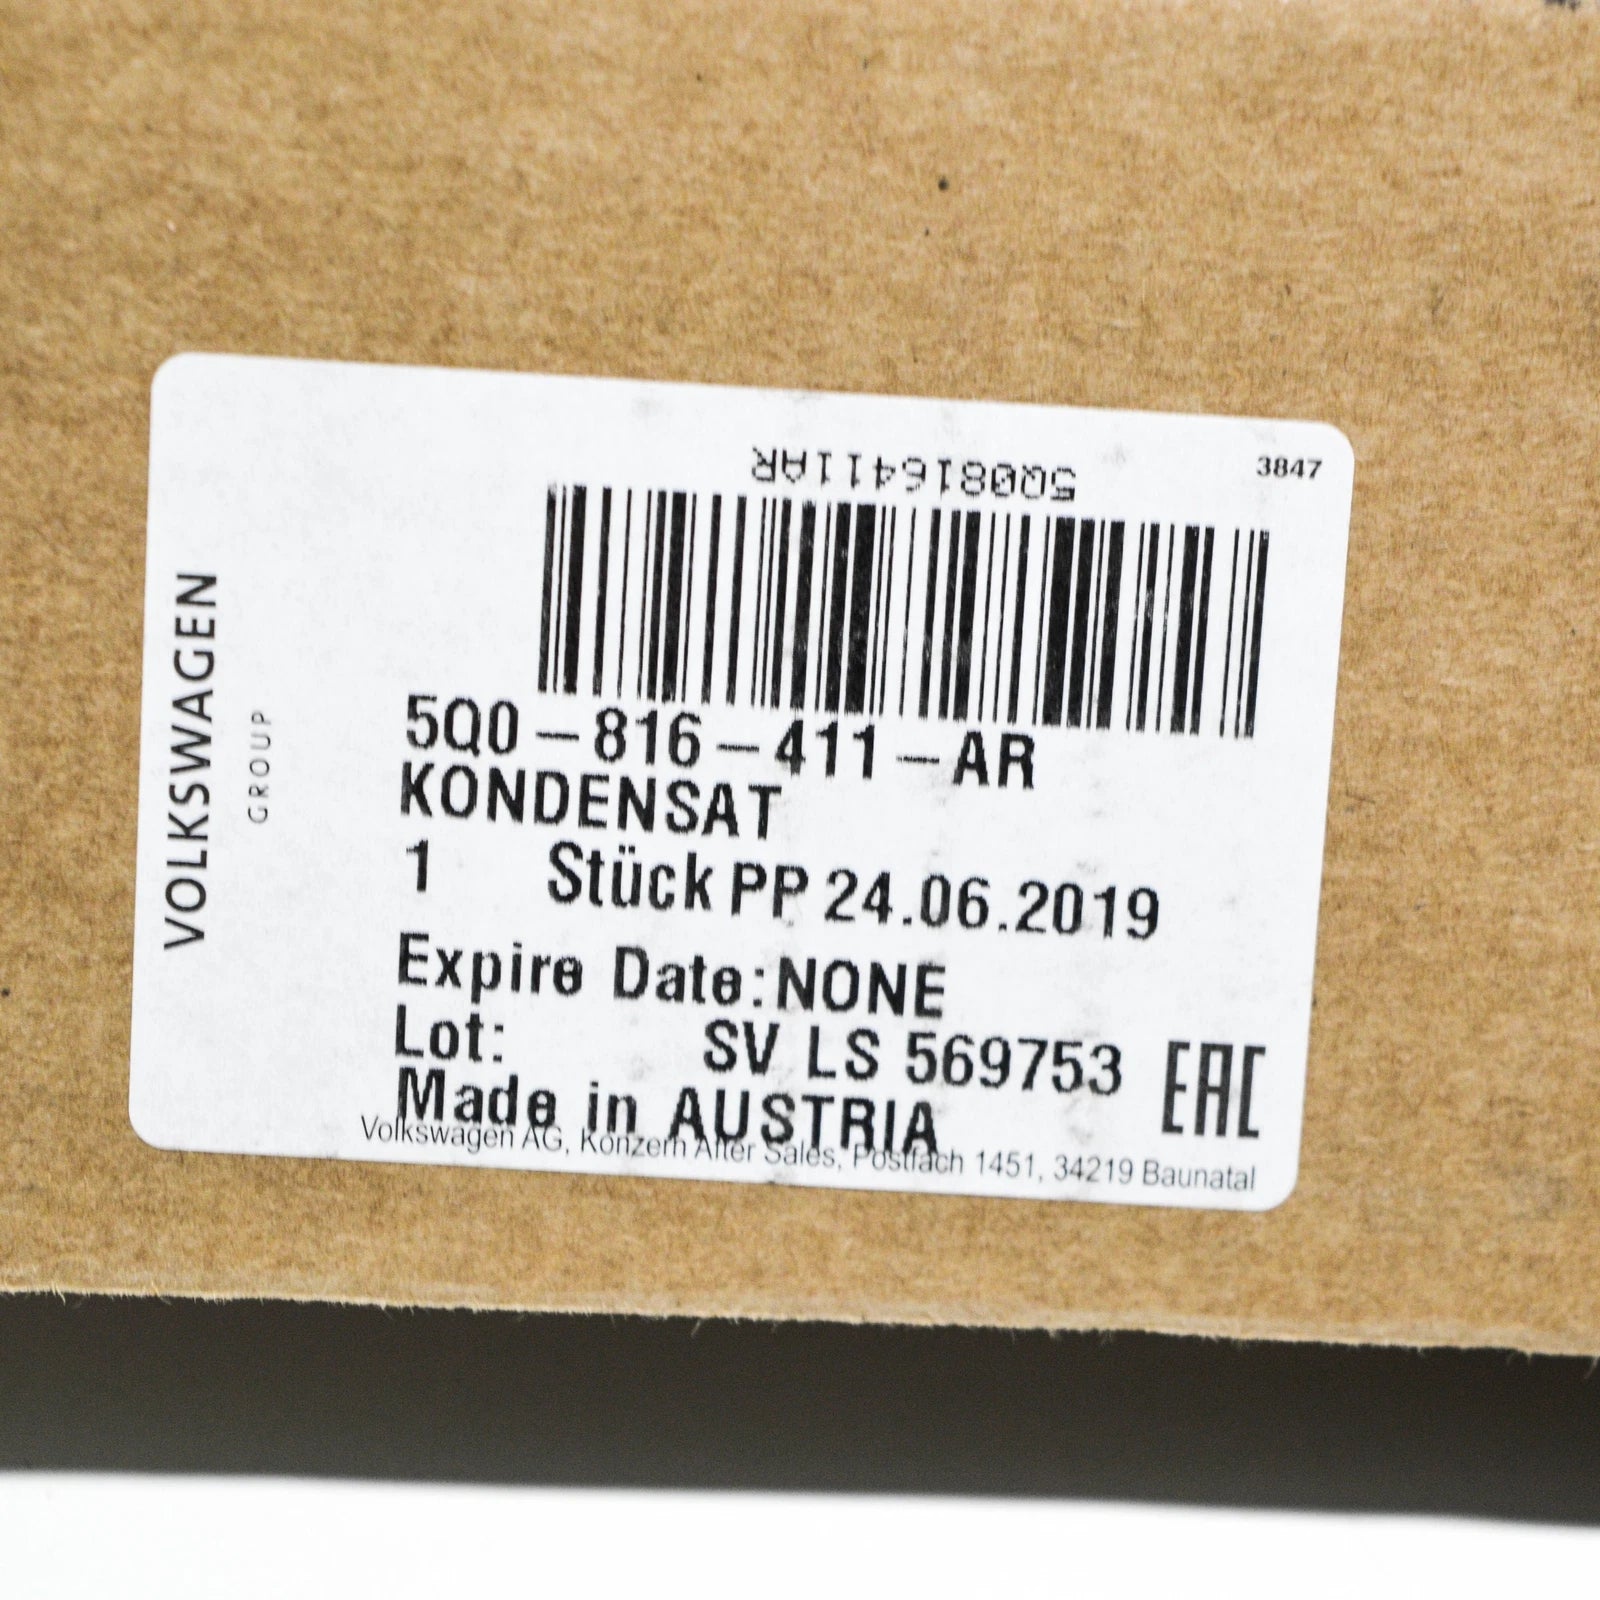 3847
5Q0816411AR
VOLKSWAGEN
GROUP
5Q0-816-411-AR
KONDENSAT
1 Stück PP 24.06.2019
Expire Date:NONE
Lot: SV LS 569753
EAC
Made in AUSTRIA
Volkswagen AG, Konzern After Sales, Postfach 1451, 34219 Baunatal